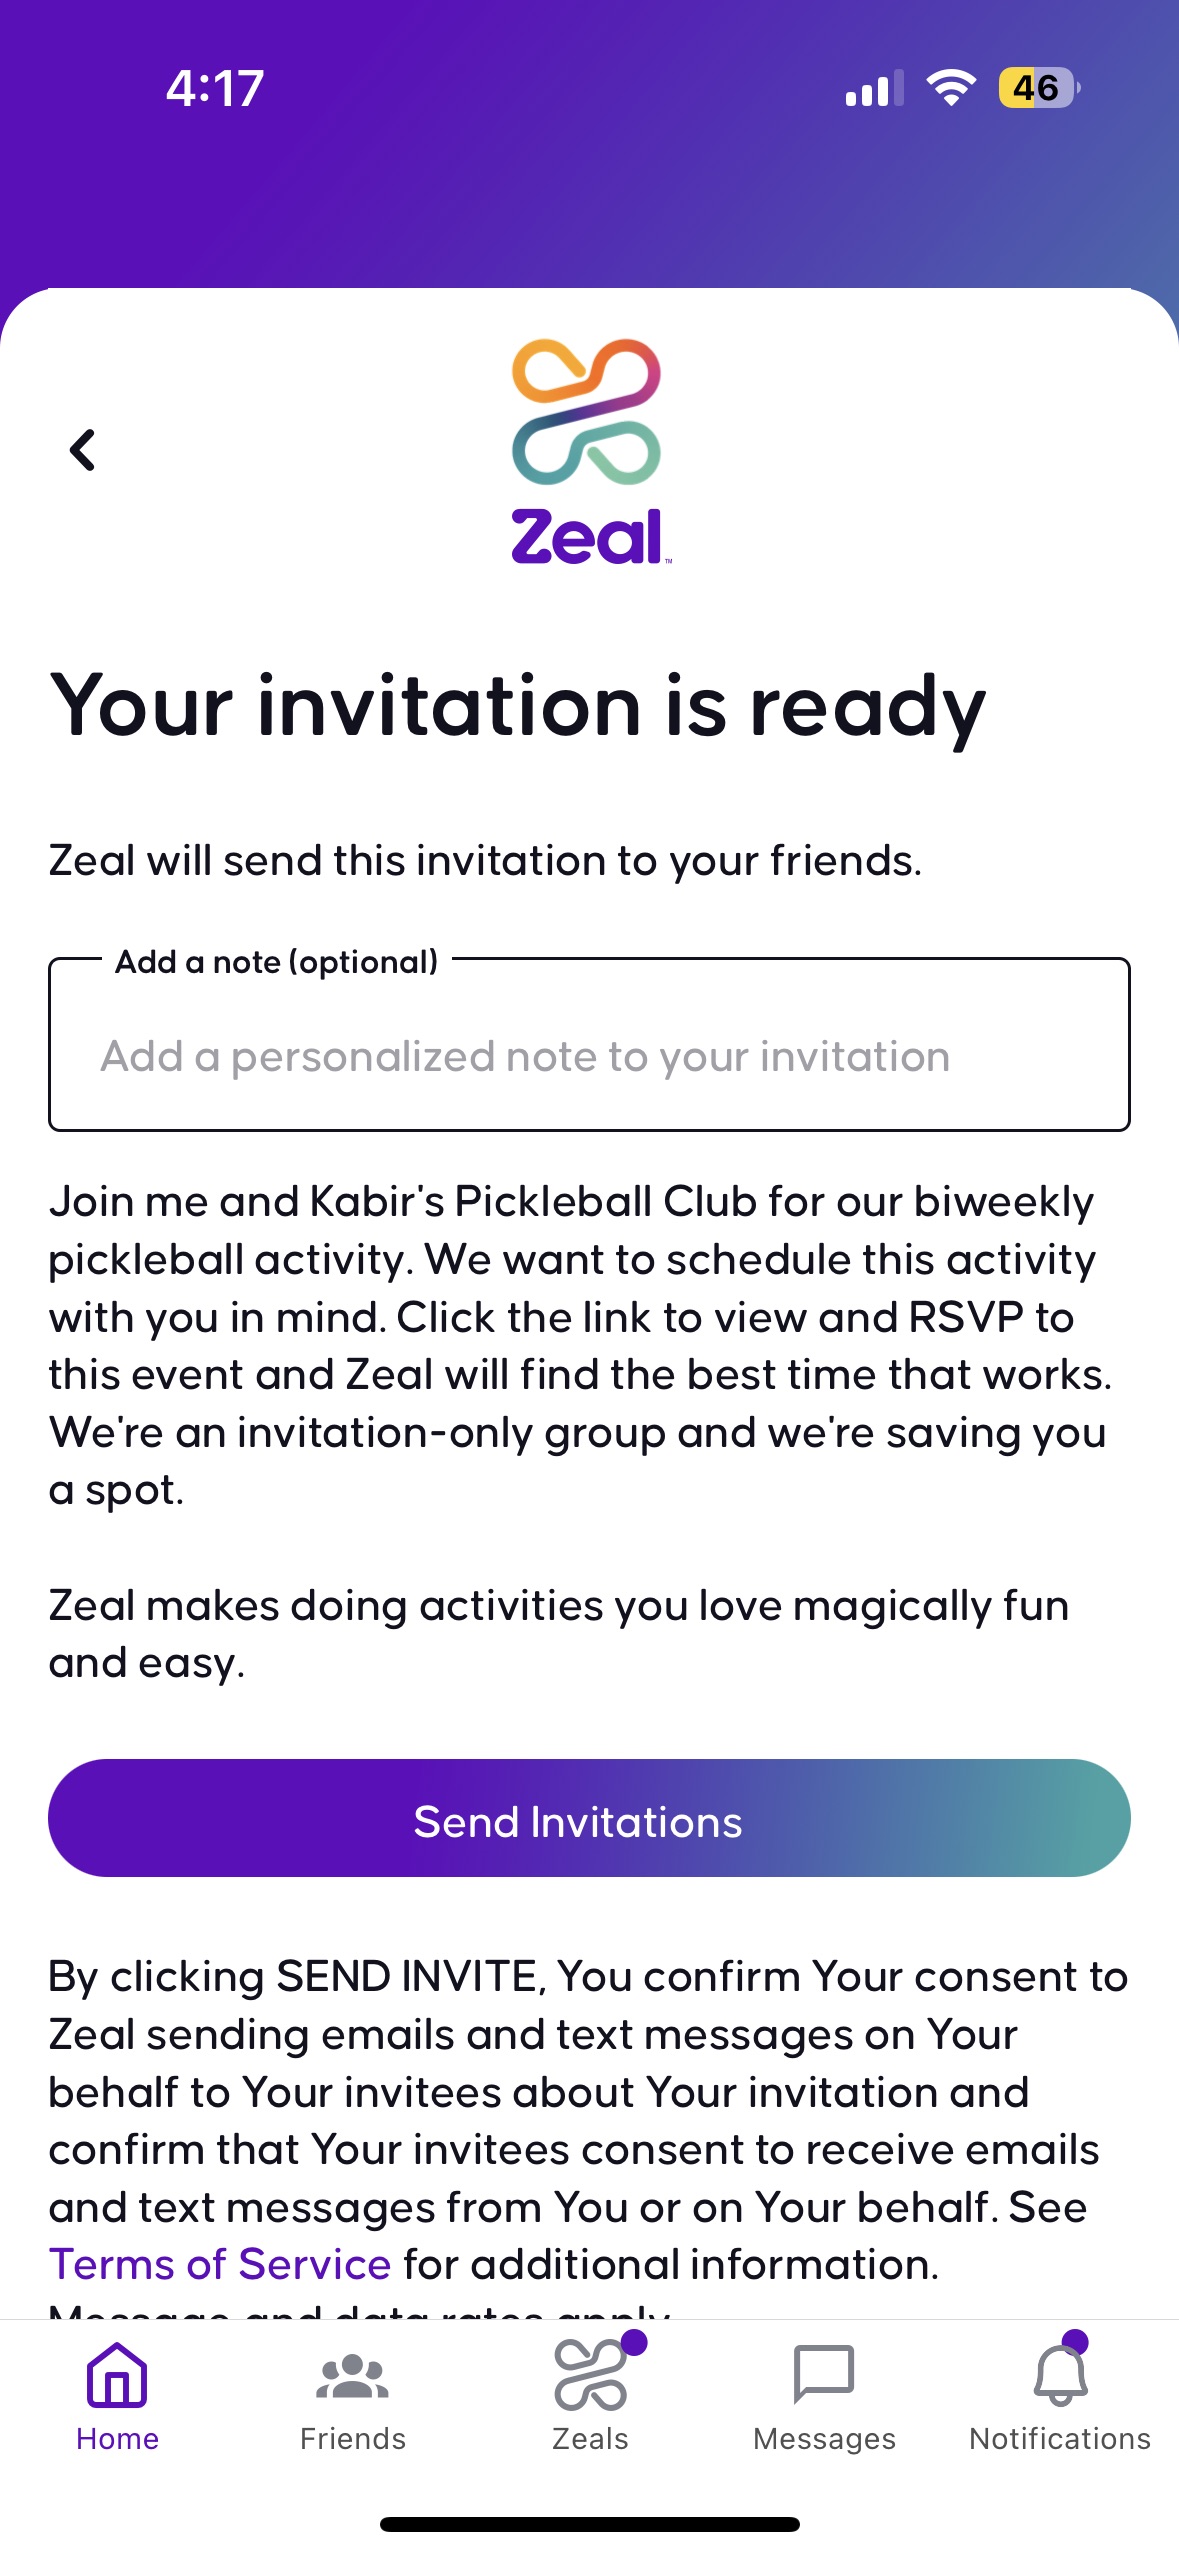 4:17
46
Zeal
TM
Your invitation is ready
Zeal will send this invitation to your friends.
Add a note (optional)
Add a personalized note to your invitation
Join me and Kabir's Pickleball Club for our biweekly
pickleball activity. We want to schedule this activity
with you in mind. Click the link to view and RSVP to
this event and Zeal will find the best time that works.
We're an invitation-only group and we're saving you
a spot.
Zeal makes doing activities you love magically fun
and easy.
Send Invitations
By clicking SEND INVITE, You confirm Your consent to
Zeal sending emails and text messages on Your
behalf to Your invitees about Your invitation and
confirm that Your invitees consent to receive emails
and text messages from You or on Your behalf. See
Terms of Service for additional information.
Message and data rates apply
Home
Friends
Zeals
Messages
Notifications